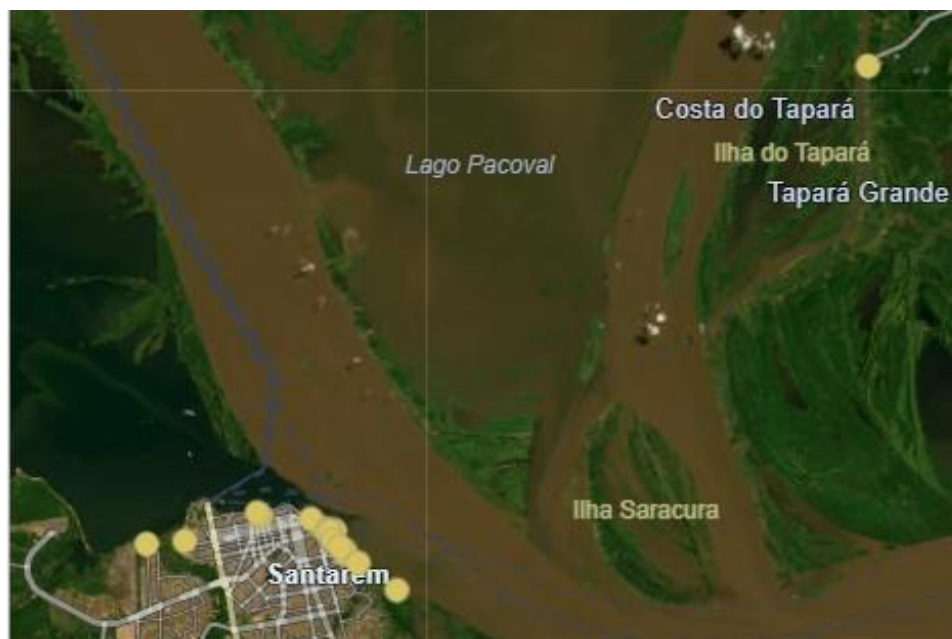 Costa do Tapará
Ilha do Tapará
Lago Pacoval
Tapará Grande
Ilha Saracura
Santarém